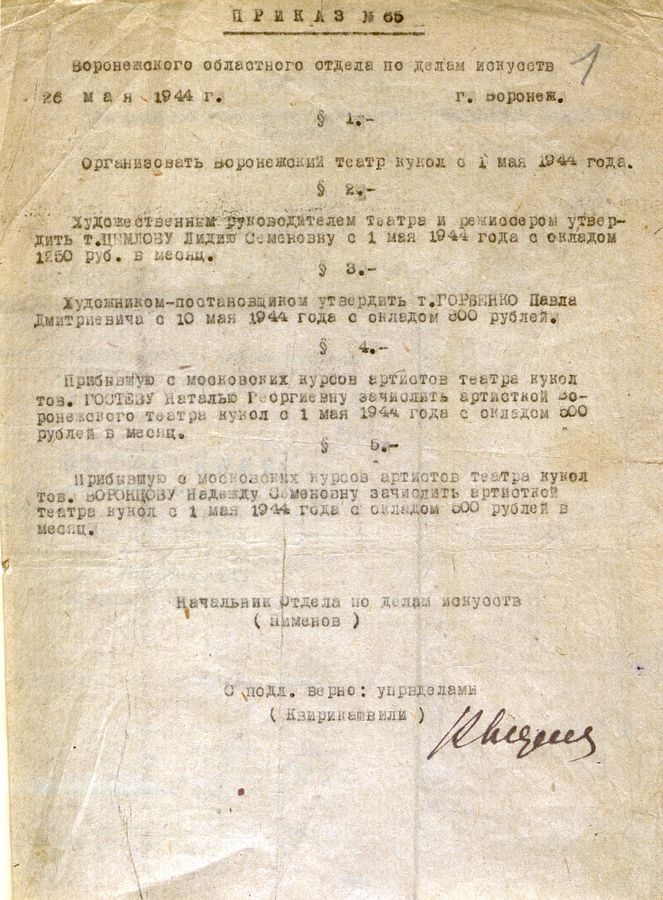 ПРИКАЗ № 65
1
Воронежского областного отдела по делам искусств
26 мая 1944 г. г. Воронеж.
§ 1.-
Организовать Воронежский театр кукол с 1 мая 1944 года.
§ 2.-
Художественным руководителем театра и режиссером утвер-
дить т. Лидию Семеновну с 1 мая 1944 года с окладом
1250 руб. в месяц.
§ 3.-
Художником-постановщиком утвердить т.ГОРБЕНКО Павла
Дмитриевича с 10 мая 1944 года с окладом 800 рублей.
§ 4.-
Прибывшую с московских курсов артистов театра кукол
тов. ГОСТЕВУ Наталью Георгиевну зачислить артисткой Во-
ронежского театра кукол с 1 мая 1944 года с окладом 500
рублей в месяц.
§ 5.-
Прибывшую с московских курсов артистов театра кукол
тов. ВОРОНЦОВУ Надежду Семеновну зачислить артисткой
театра кукол с 1 мая 1944 года с окладом 500 рублей в
месяц.
Начальник Отдела по делам искусств
( Пименов )
С подл. верно: управделами
( Квирикашвили )